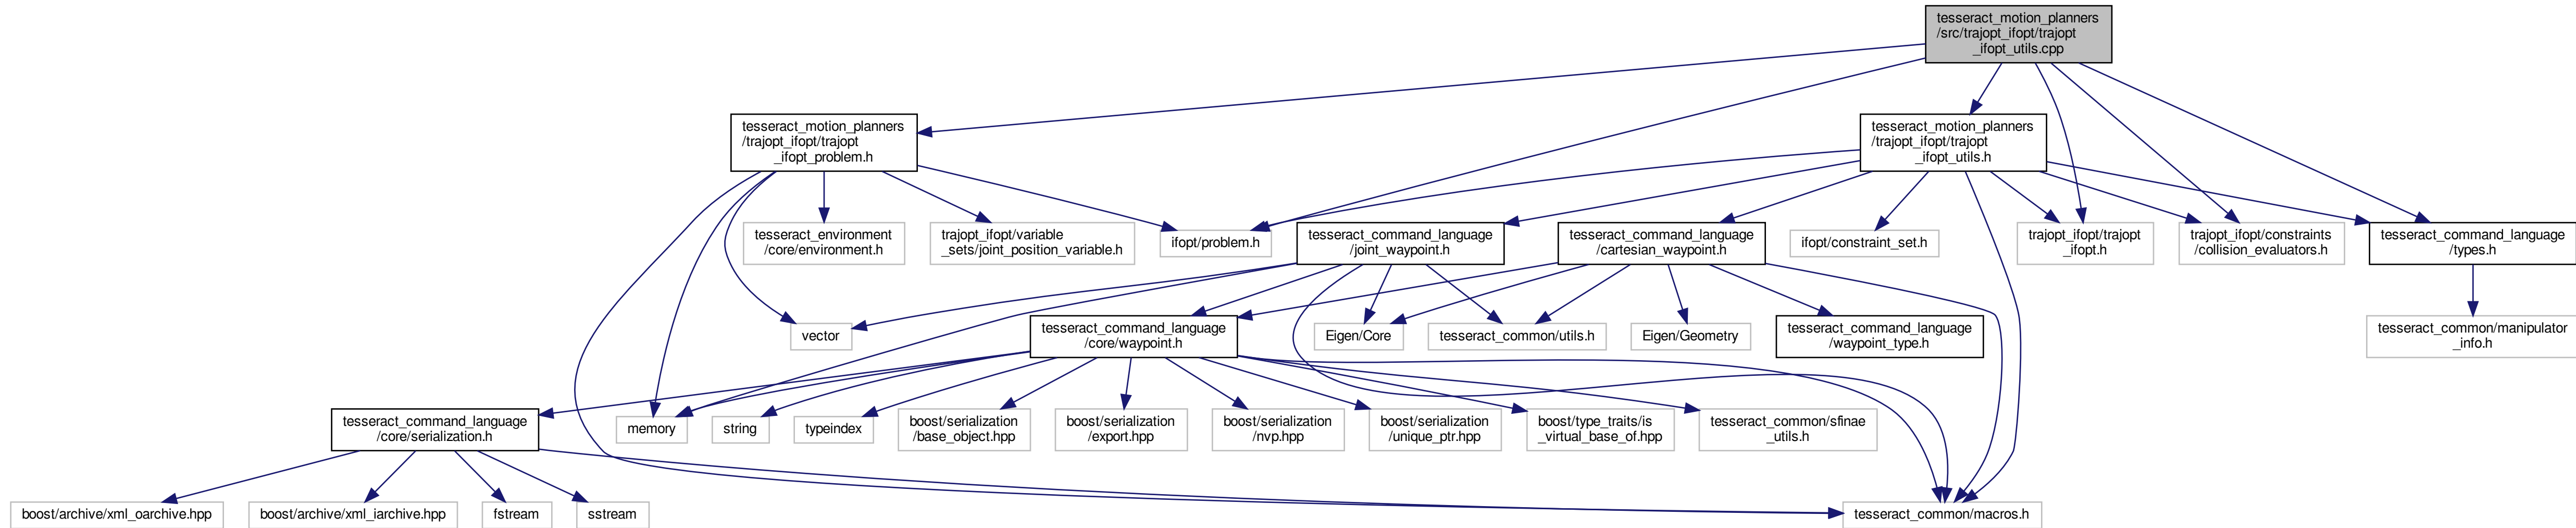 tesseract_motion_planners
/src/trajopt_ifopt/trajopt
_ifopt_utils.cpp
tesseract_motion_planners
/trajopt_ifopt/trajopt
_ifopt_problem.h
tesseract_motion_planners
/trajopt_ifopt/trajopt
_ifopt_utils.h
tesseract_environment
/core/environment.h
trajopt_ifopt/variable
_sets/joint_position_variable.h
ifopt/problem.h
tesseract_command_language
/joint_waypoint.h
tesseract_command_language
/cartesian_waypoint.h
ifopt/constraint_set.h
trajopt_ifopt/trajopt
_ifopt.h
trajopt_ifopt/constraints
/collision_evaluators.h
tesseract_command_language
/types.h
vector
tesseract_command_language
/core/waypoint.h
Eigen/Core
tesseract_common/utils.h
Eigen/Geometry
tesseract_command_language
/waypoint_type.h
tesseract_common/manipulator
_info.h
tesseract_command_language
/core/serialization.h
memory
string
typeindex
boost/serialization
/base_object.hpp
boost/serialization
/export.hpp
boost/serialization
/nvp.hpp
boost/serialization
/unique_ptr.hpp
boost/type_traits/is
_virtual_base_of.hpp
tesseract_common/sfinae
_utils.h
boost/archive/xml_oarchive.hpp
boost/archive/xml_iarchive.hpp
fstream
sstream
tesseract_common/macros.h